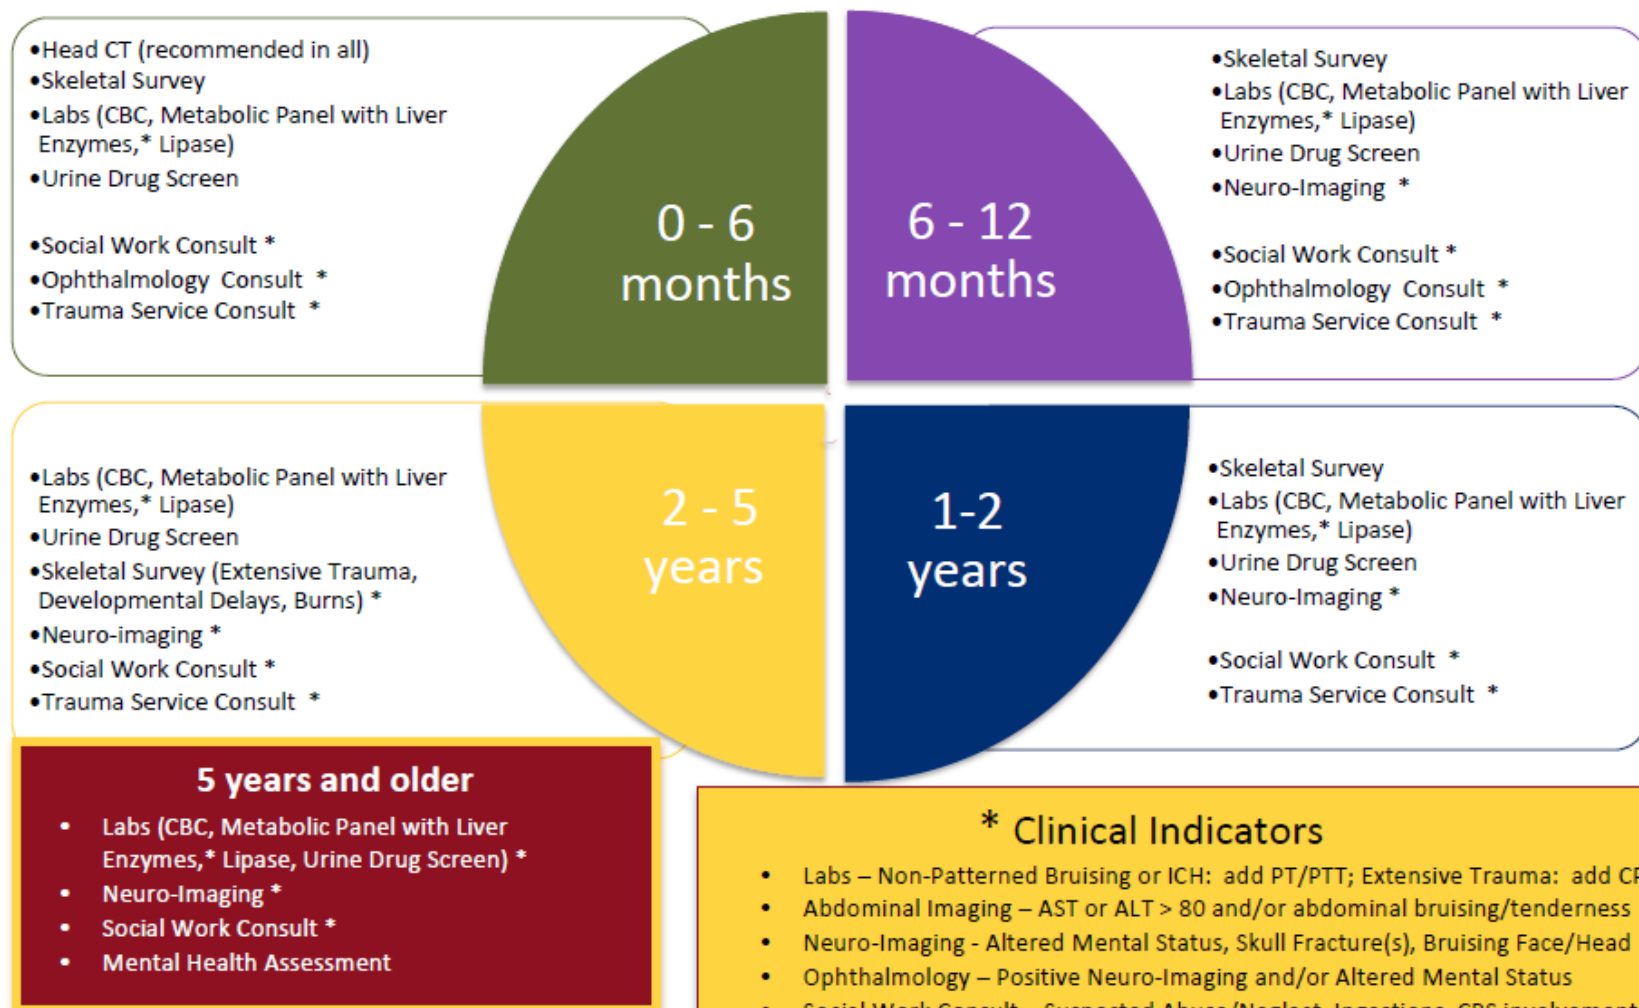 •Head CT (recommended in all)
•Skeletal Survey
•Labs (CBC, Metabolic Panel with Liver
Enzymes,* Lipase)
•Urine Drug Screen
•Social Work Consult *
•Ophthalmology Consult *
•Trauma Service Consult *
0 - 6
months
6 - 12
months
•Skeletal Survey
•Labs (CBC, Metabolic Panel with Liver
Enzymes,* Lipase)
•Urine Drug Screen
•Neuro-Imaging *
•Social Work Consult *
•Ophthalmology Consult *
•Trauma Service Consult *
•Labs (CBC, Metabolic Panel with Liver
Enzymes,* Lipase)
•Urine Drug Screen
•Skeletal Survey (Extensive Trauma,
Developmental Delays, Burns) *
•Neuro-imaging *
•Social Work Consult *
•Trauma Service Consult *
2 - 5
years
1-2
years
•Skeletal Survey
•Labs (CBC, Metabolic Panel with Liver
Enzymes,* Lipase)
•Urine Drug Screen
•Neuro-Imaging *
•Social Work Consult *
•Trauma Service Consult *
5 years and older
• Labs (CBC, Metabolic Panel with Liver
Enzymes,* Lipase, Urine Drug Screen) *
• Neuro-Imaging *
• Social Work Consult *
• Mental Health Assessment
* Clinical Indicators
• Labs – Non-Patterned Bruising or ICH: add PT/PTT; Extensive Trauma: add
• Abdominal Imaging – AST or ALT > 80 and/or abdominal bruising/tenderness
• Neuro-Imaging - Altered Mental Status, Skull Fracture(s), Bruising Face/Head
• Ophthalmology – Positive Neuro-Imaging and/or Altered Mental Status
• Social Work Consult – Suspected Abuse/Neglect, Ingestions, CPS involvement